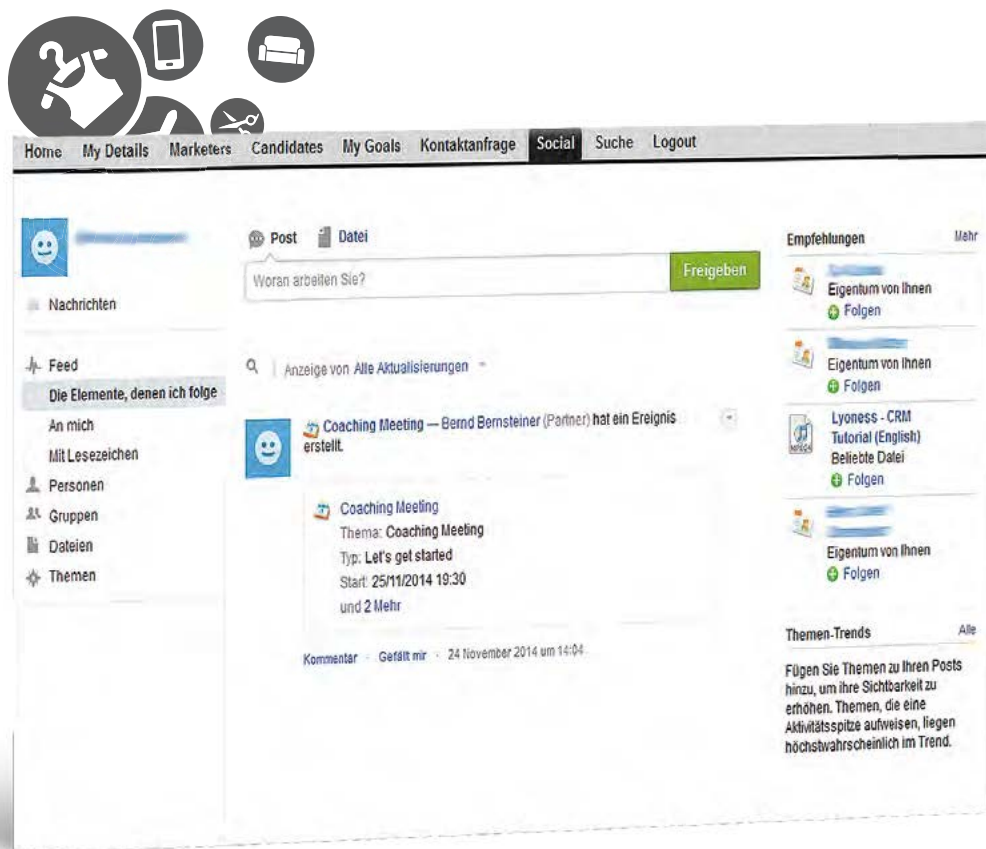 Home My Details Marketers Candidates My Goals Kontaktanfrage Social Suche Logout
Nachrichten
Feed
Die Elemente, denen ich folge
An mich
Mit Lesezeichen
Personen
Gruppen
Dateien
Themen
Post Datei
Woran arbeiten Sie?
Freigeben
Anzeige von Alle Aktualisierungen
Coaching Meeting — Bernd Bernsteiner (Partner) hat ein Ereignis
erstellt.
Coaching Meeting
Thema: Coaching Meeting
Typ: Let's get started
Start: 25/11/2014 19:30
und 2 Mehr
Kommentar · Gefällt mir · 24 November 2014 um 14:04
Empfehlungen Mehr
Eigentum von Ihnen
Folgen
Eigentum von Ihnen
Folgen
MPEG4
Lyoness - CRM
Tutorial (English)
Beliebte Datei
Folgen
Eigentum von Ihnen
Folgen
Themen-Trends Alle
Fügen Sie Themen zu Ihren Posts
hinzu, um ihre Sichtbarkeit zu
erhöhen. Themen, die eine
Aktivitätsspitze aufweisen, liegen
höchstwahrscheinlich im Trend.